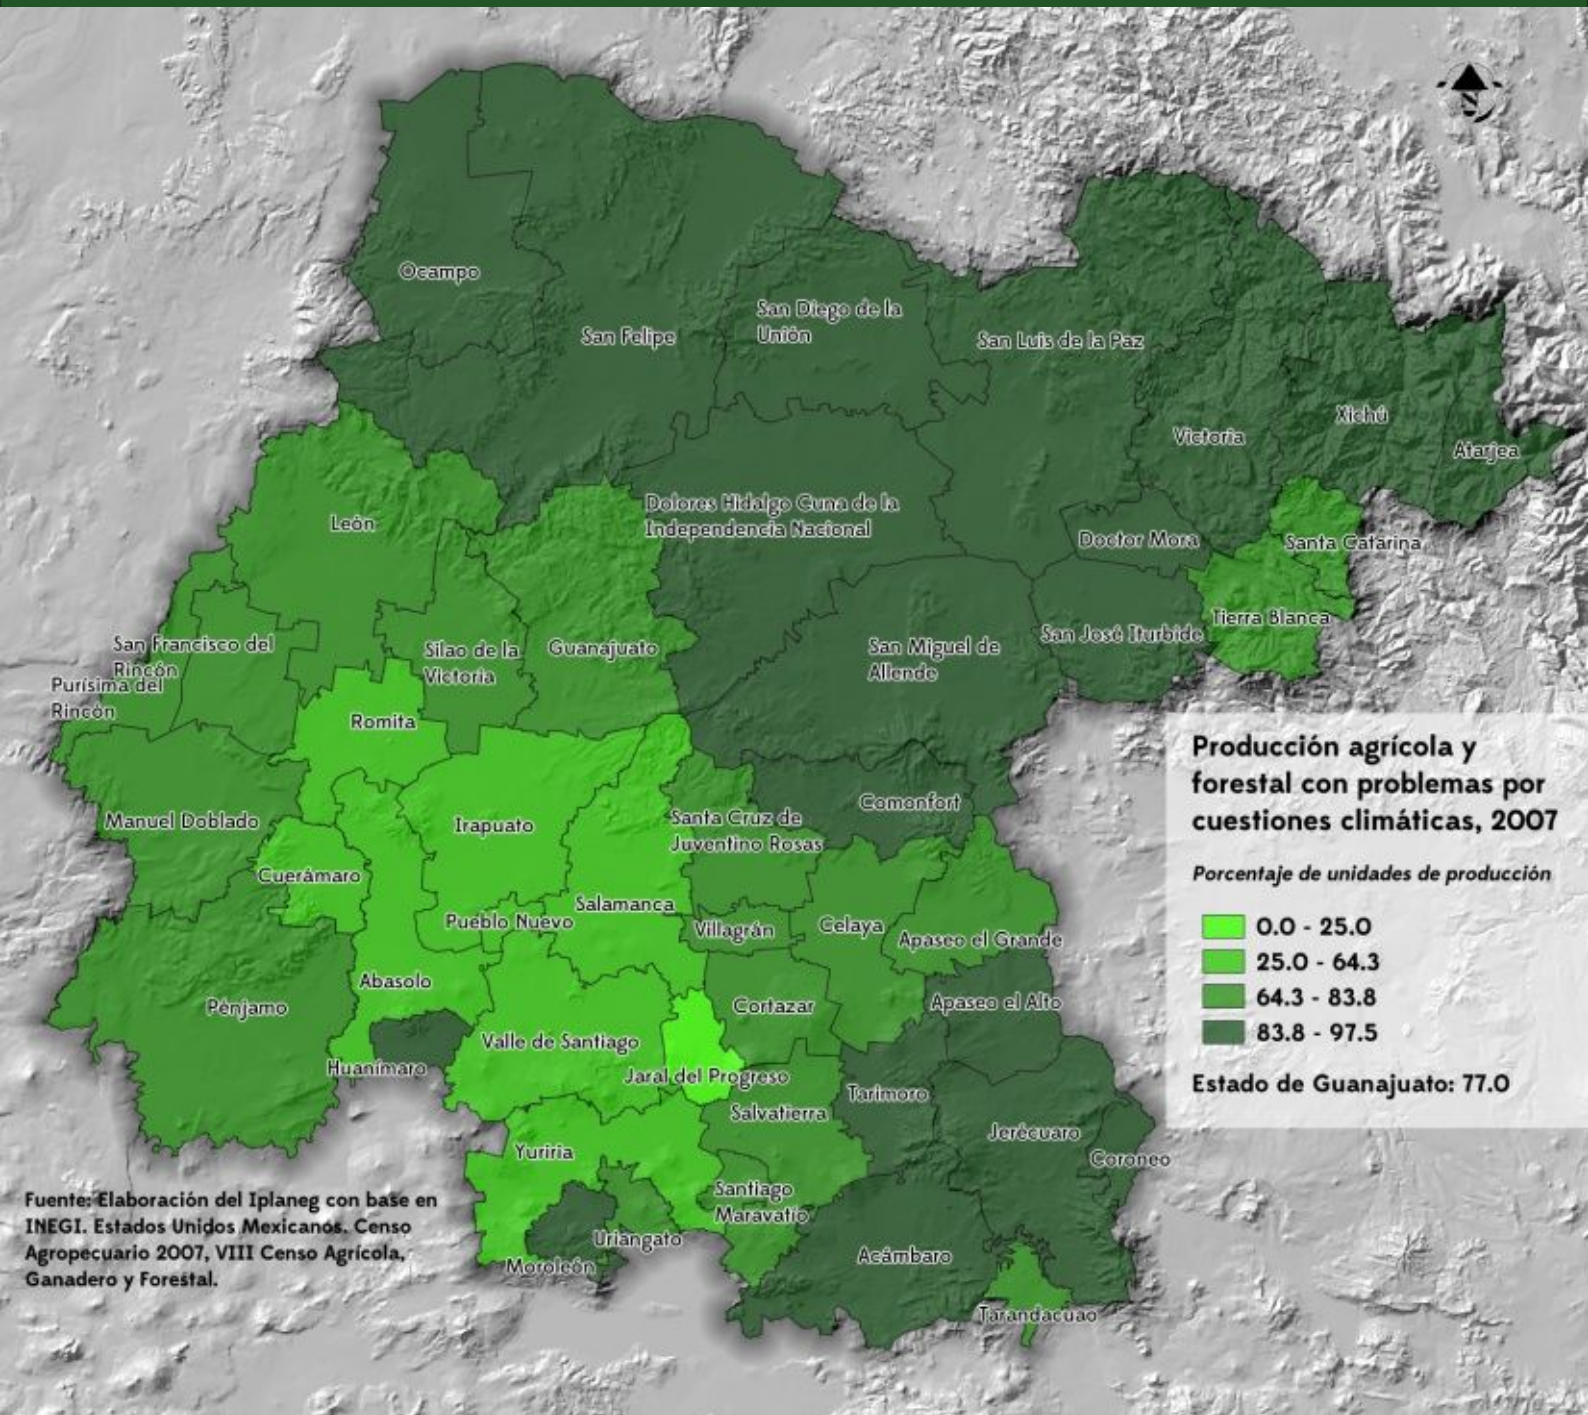 Ocampo
San Felipe
San Diego de la
Unión
San Luis de la Paz
Xichú
Victoria
Atarjea
León
Dolores Hidalgo Cuna de la
Independencia Nacional
Doctor Mora
Santa Catarina
Tierra Blanca
San José Iturbide
San Miguel de
Allende
Guanajuato
Silao de la
Victoria
San Francisco del
Rincón
Purísima del
Rincón
Romita
Manuel Doblado
Irapuato
Santa Cruz de
Juventino Rosas
Comonfort
Cuerámaro
Salamanca
Pueblo Nuevo
Villagrán
Celaya
Apaseo el Grande
Abasolo
Pénjamo
Cortazar
Apaseo el Alto
Valle de Santiago
Huanímaro
Jaral del Progreso
Salvatierra
Tarimoro
Jerécuaro
Coroneo
Yuriria
Santiago
Maravatío
Uriangato
Moroleón
Acámbaro
Tarandacuao
Producción agrícola y
forestal con problemas por
cuestiones climáticas, 2007
Porcentaje de unidades de producción
0.0 - 25.0
25.0 - 64.3
64.3 - 83.8
83.8 - 97.5
Estado de Guanajuato: 77.0
Fuente: Elaboración del Iplaneg con base en
INEGI. Estados Unidos Mexicanos. Censo
Agropecuario 2007, VIII Censo Agrícola,
Ganadero y Forestal.